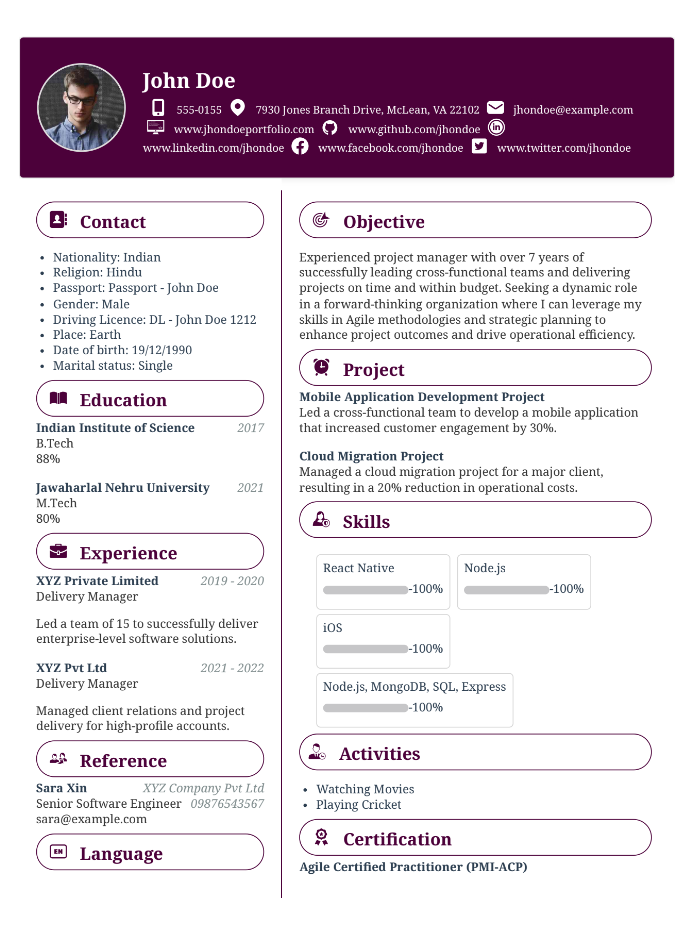 John Doe
555-0155 7930 Jones Branch Drive, McLean, VA 22102 jhondoe@example.com
www.jhondoeportfolio.com www.github.com/jhondoe in
www.linkedin.com/jhondoe www.facebook.com/jhondoe www.twitter.com/jhondoe
Contact
• Nationality: Indian
• Religion: Hindu
• Passport: Passport - John Doe
• Gender: Male
• Driving Licence: DL - John Doe 1212
• Place: Earth
• Date of birth: 19/12/1990
• Marital status: Single
Education
Indian Institute of Science 2017
B.Tech
88%
Jawaharlal Nehru University 2021
M.Tech
80%
Experience
XYZ Private Limited 2019 - 2020
Delivery Manager
Led a team of 15 to successfully deliver
enterprise-level software solutions.
XYZ Pvt Ltd 2021 - 2022
Delivery Manager
Managed client relations and project
delivery for high-profile accounts.
Reference
Sara Xin XYZ Company Pvt Ltd
Senior Software Engineer 09876543567
sara@example.com
EN Language
Objective
Experienced project manager with over 7 years of
successfully leading cross-functional teams and delivering
projects on time and within budget. Seeking a dynamic role
in a forward-thinking organization where I can leverage my
skills in Agile methodologies and strategic planning to
enhance project outcomes and drive operational efficiency.
Project
Mobile Application Development Project
Led a cross-functional team to develop a mobile application
that increased customer engagement by 30%.
Cloud Migration Project
Managed a cloud migration project for a major client,
resulting in a 20% reduction in operational costs.
Skills
React Native Node.js
-100% -100%
iOS
-100%
Node.js, MongoDB, SQL, Express
-100%
Activities
• Watching Movies
• Playing Cricket
Certification
Agile Certified Practitioner (PMI-ACP)